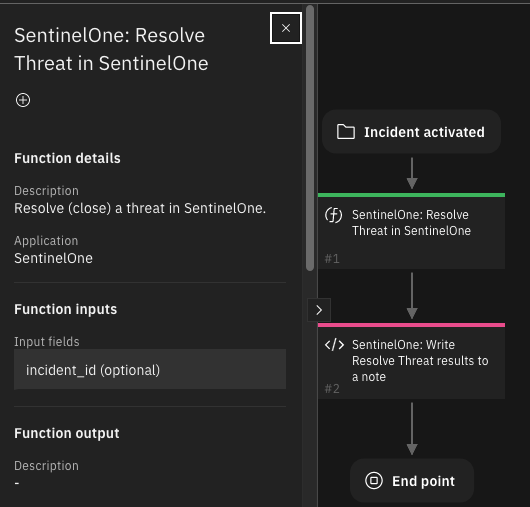 SentinelOne: Resolve
Threat in SentinelOne
Function details
Description
Resolve (close) a threat in SentinelOne.
Application
SentinelOne
Function inputs
Input fields
incident_id (optional)
Function output
Description
-
Incident activated
SentinelOne: Resolve
Threat in SentinelOne
#1
SentinelOne: Write
Resolve Threat results to
a note
#2
End point